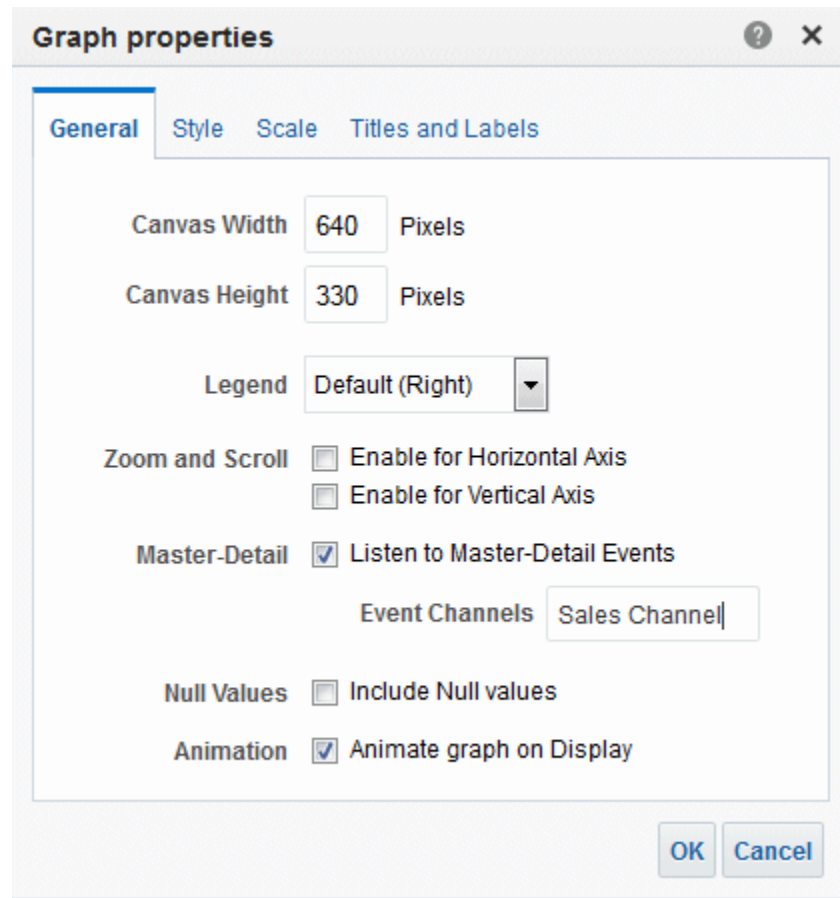 Graph properties
General Style Scale Titles and Labels
Canvas Width 640 Pixels
Canvas Height 330 Pixels
Legend Default (Right)
Zoom and Scroll Enable for Horizontal Axis
Enable for Vertical Axis
Master-Detail Listen to Master-Detail Events
Event Channels Sales Channel
Null Values Include Null values
Animation Animate graph on Display
OK Cancel